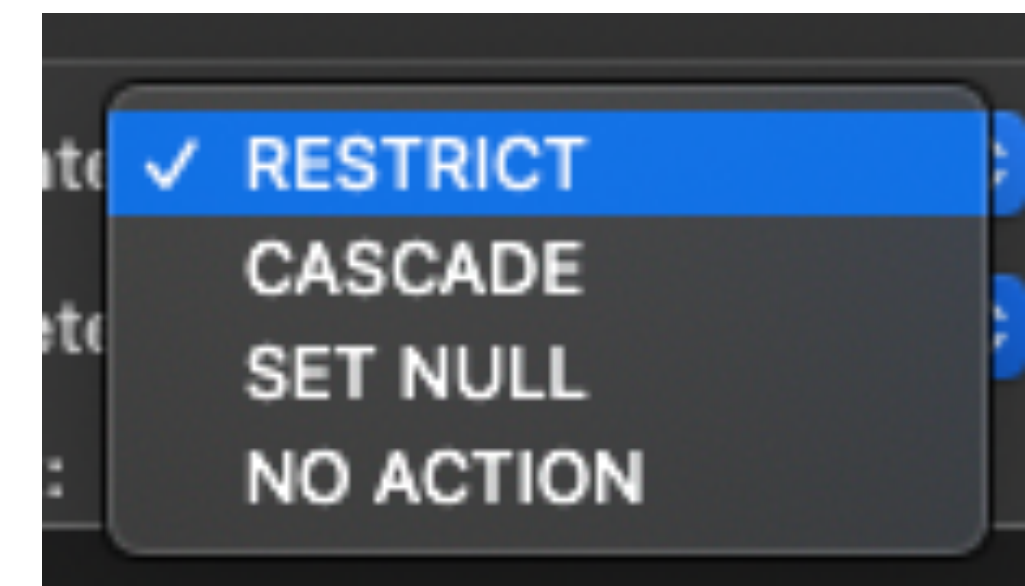 RESTRICT
CASCADE
SET NULL
NO ACTION
: